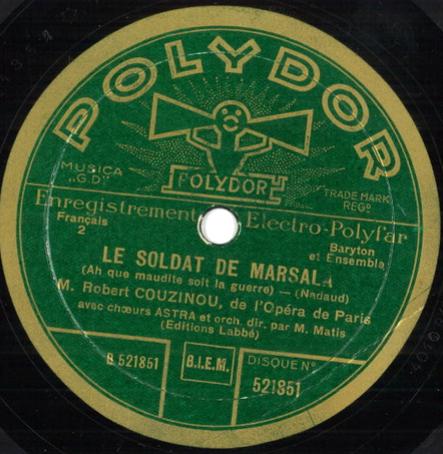 POLYDOR
MUSICA
"G.D."
POLYDOR
TRADE MARK
REGD
Enregistrement Electro-Polyfar
Français
2
Baryton
et Ensemble
LE SOLDAT DE MARSALA
(Ah que maudite soit la guerre) — (Nadaud)
M. Robert COUZINOU, de l'Opéra de Paris
avec chœurs ASTRA et orch. dir. par M. Matis
(Editions Labbé)
B 521851
B.I.E.M.
DISQUE No
521851